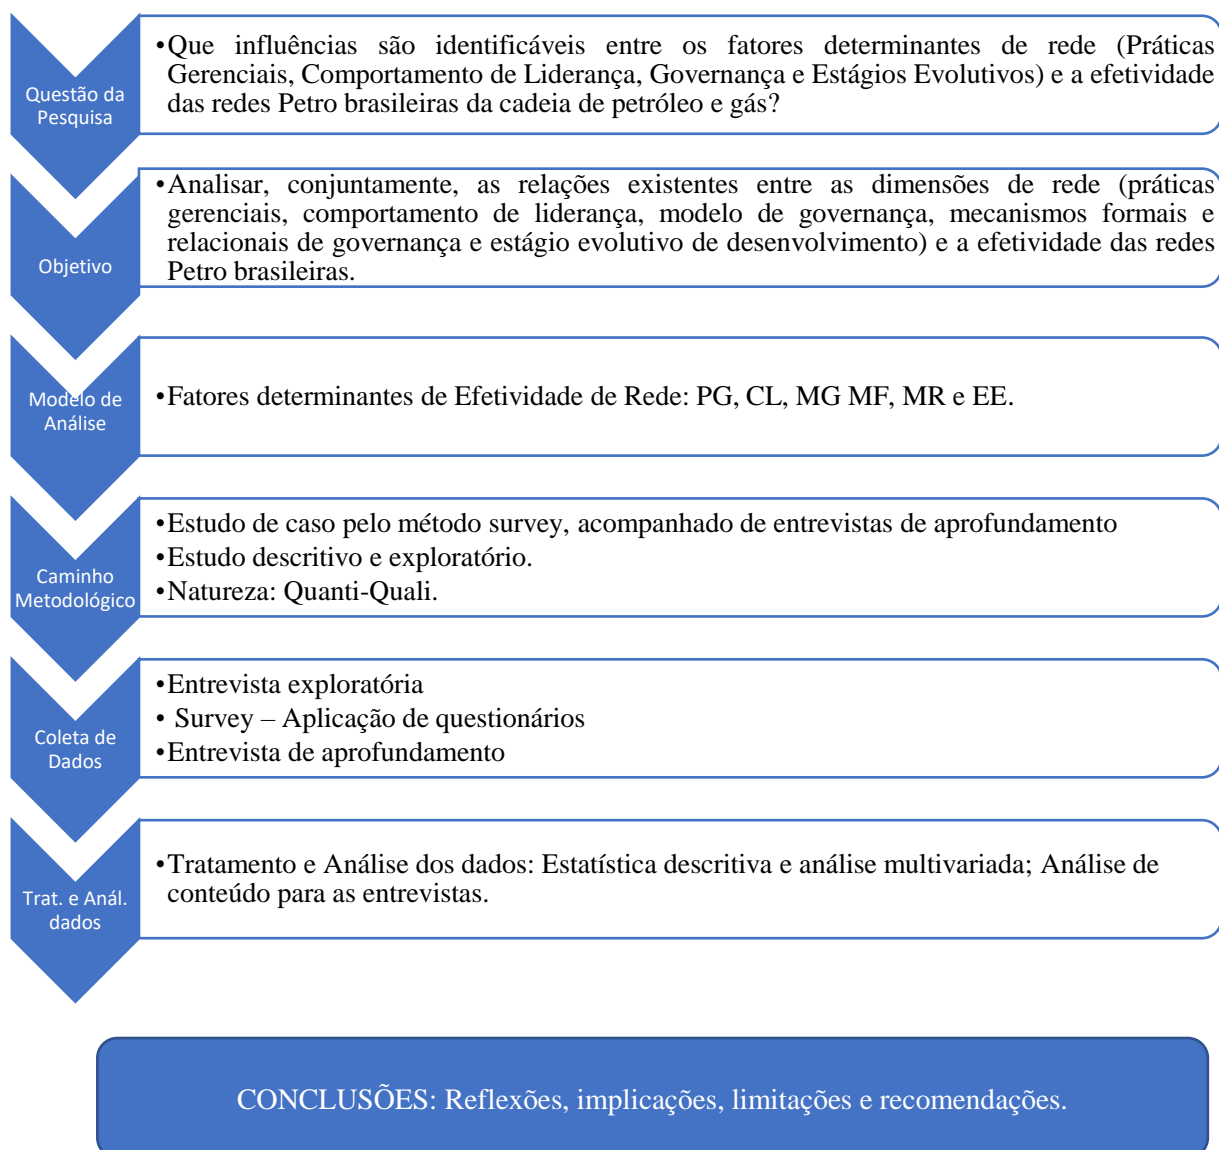 Questão da
Pesquisa
•Que influências são identificáveis entre os fatores determinantes de rede (Práticas
Gerenciais, Comportamento de Liderança, Governança e Estágios Evolutivos) e a efetividade
das redes Petro brasileiras da cadeia de petróleo e gás?
Objetivo
•Analisar, conjuntamente, as relações existentes entre as dimensões de rede (práticas
gerenciais, comportamento de liderança, modelo de governança, mecanismos formais e
relacionais de governança e estágio evolutivo de desenvolvimento) e a efetividade das redes
Petro brasileiras.
Modelo de
Análise
•Fatores determinantes de Efetividade de Rede: PG, CL, MG MF, MR e EE.
Caminho
Metodológico
•Estudo de caso pelo método survey, acompanhado de entrevistas de aprofundamento
•Estudo descritivo e exploratório.
•Natureza: Quanti-Quali.
Coleta de
Dados
•Entrevista exploratória
• Survey – Aplicação de questionários
•Entrevista de aprofundamento
Trat. e Anál.
dados
•Tratamento e Análise dos dados: Estatística descritiva e análise multivariada; Análise de
conteúdo para as entrevistas.
CONCLUSÕES: Reflexões, implicações, limitações e recomendações.